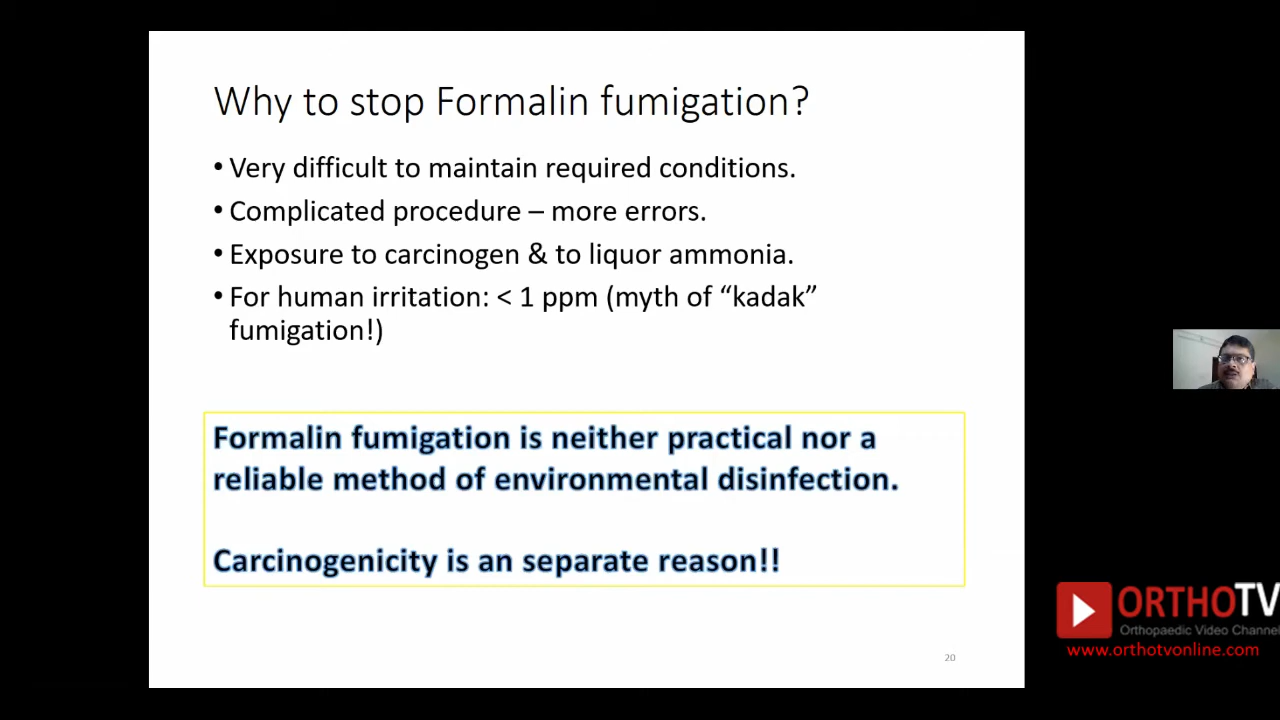 Why to stop Formalin fumigation?
• Very difficult to maintain required conditions.
• Complicated procedure – more errors.
• Exposure to carcinogen & to liquor ammonia.
• For human irritation: < 1 ppm (myth of “kadak”
fumigation!)
Formalin fumigation is neither practical nor a
reliable method of environmental disinfection.
Carcinogenicity is an separate reason!!
20
ORTHOTV
Orthopaedic Video Channel
www.orthotvonline.com